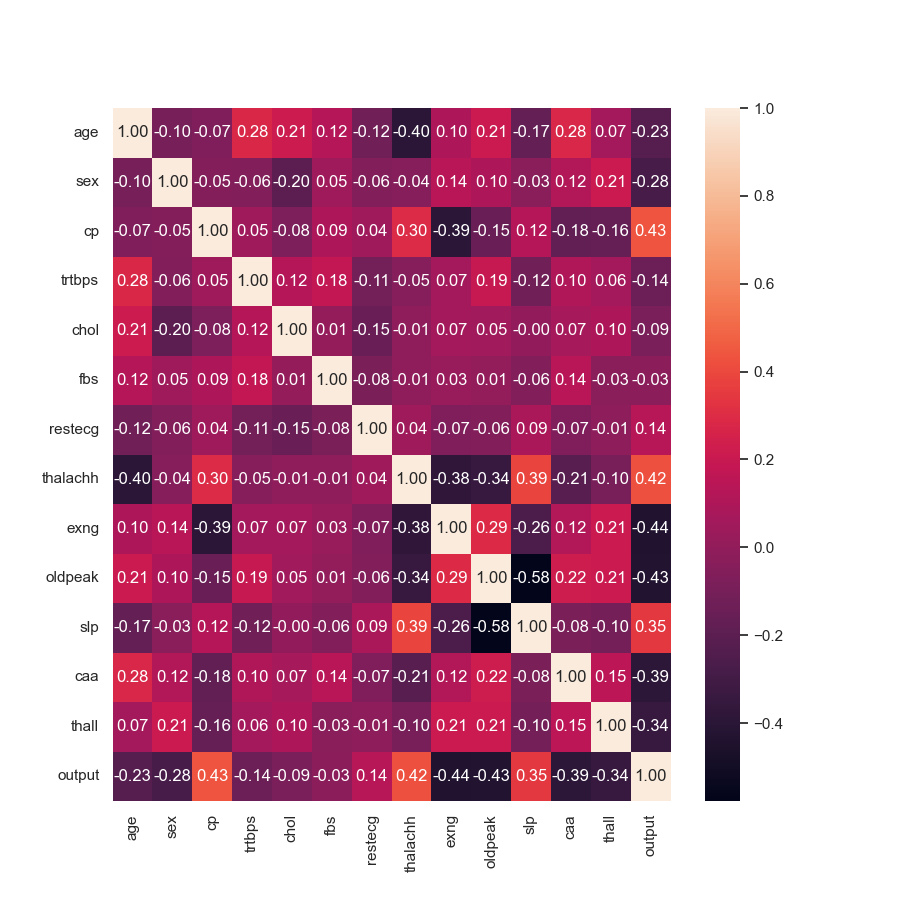 age 1.00 -0.10 -0.07 0.28 0.21 0.12 -0.12 -0.40 0.10 0.21 -0.17 0.28 0.07 -0.23
sex -0.10 1.00 -0.05 -0.06 -0.20 0.05 -0.06 -0.04 0.14 0.10 -0.03 0.12 0.21 -0.28
cp -0.07 -0.05 1.00 0.05 -0.08 0.09 0.04 0.30 -0.39 -0.15 0.12 -0.18 -0.16 0.43
trtbps 0.28 -0.06 0.05 1.00 0.12 0.18 -0.11 -0.05 0.07 0.19 -0.12 0.10 0.06 -0.14
chol 0.21 -0.20 -0.08 0.12 1.00 0.01 -0.15 -0.01 0.07 0.05 -0.00 0.07 0.10 -0.09
fbs 0.12 0.05 0.09 0.18 0.01 1.00 -0.08 -0.01 0.03 0.01 -0.06 0.14 -0.03 -0.03
restecg -0.12 -0.06 0.04 -0.11 -0.15 -0.08 1.00 0.04 -0.07 -0.06 0.09 -0.07 -0.01 0.14
thalachh -0.40 -0.04 0.30 -0.05 -0.01 -0.01 0.04 1.00 -0.38 -0.34 0.39 -0.21 -0.10 0.42
exng 0.10 0.14 -0.39 0.07 0.07 0.03 -0.07 -0.38 1.00 0.29 -0.26 0.12 0.21 -0.44
oldpeak 0.21 0.10 -0.15 0.19 0.05 0.01 -0.06 -0.34 0.29 1.00 -0.58 0.22 0.21 -0.43
slp -0.17 -0.03 0.12 -0.12 -0.00 -0.06 0.09 0.39 -0.26 -0.58 1.00 -0.08 -0.10 0.35
caa 0.28 0.12 -0.18 0.10 0.07 0.14 -0.07 -0.21 0.12 0.22 -0.08 1.00 0.15 -0.39
thall 0.07 0.21 -0.16 0.06 0.10 -0.03 -0.01 -0.10 0.21 0.21 -0.10 0.15 1.00 -0.34
output -0.23 -0.28 0.43 -0.14 -0.09 -0.03 0.14 0.42 -0.44 -0.43 0.35 -0.39 -0.34 1.00
age sex cp trtbps chol fbs restecg thalachh exng oldpeak slp caa thall output
1.0
0.8
0.6
0.4
0.2
0.0
−0.2
−0.4